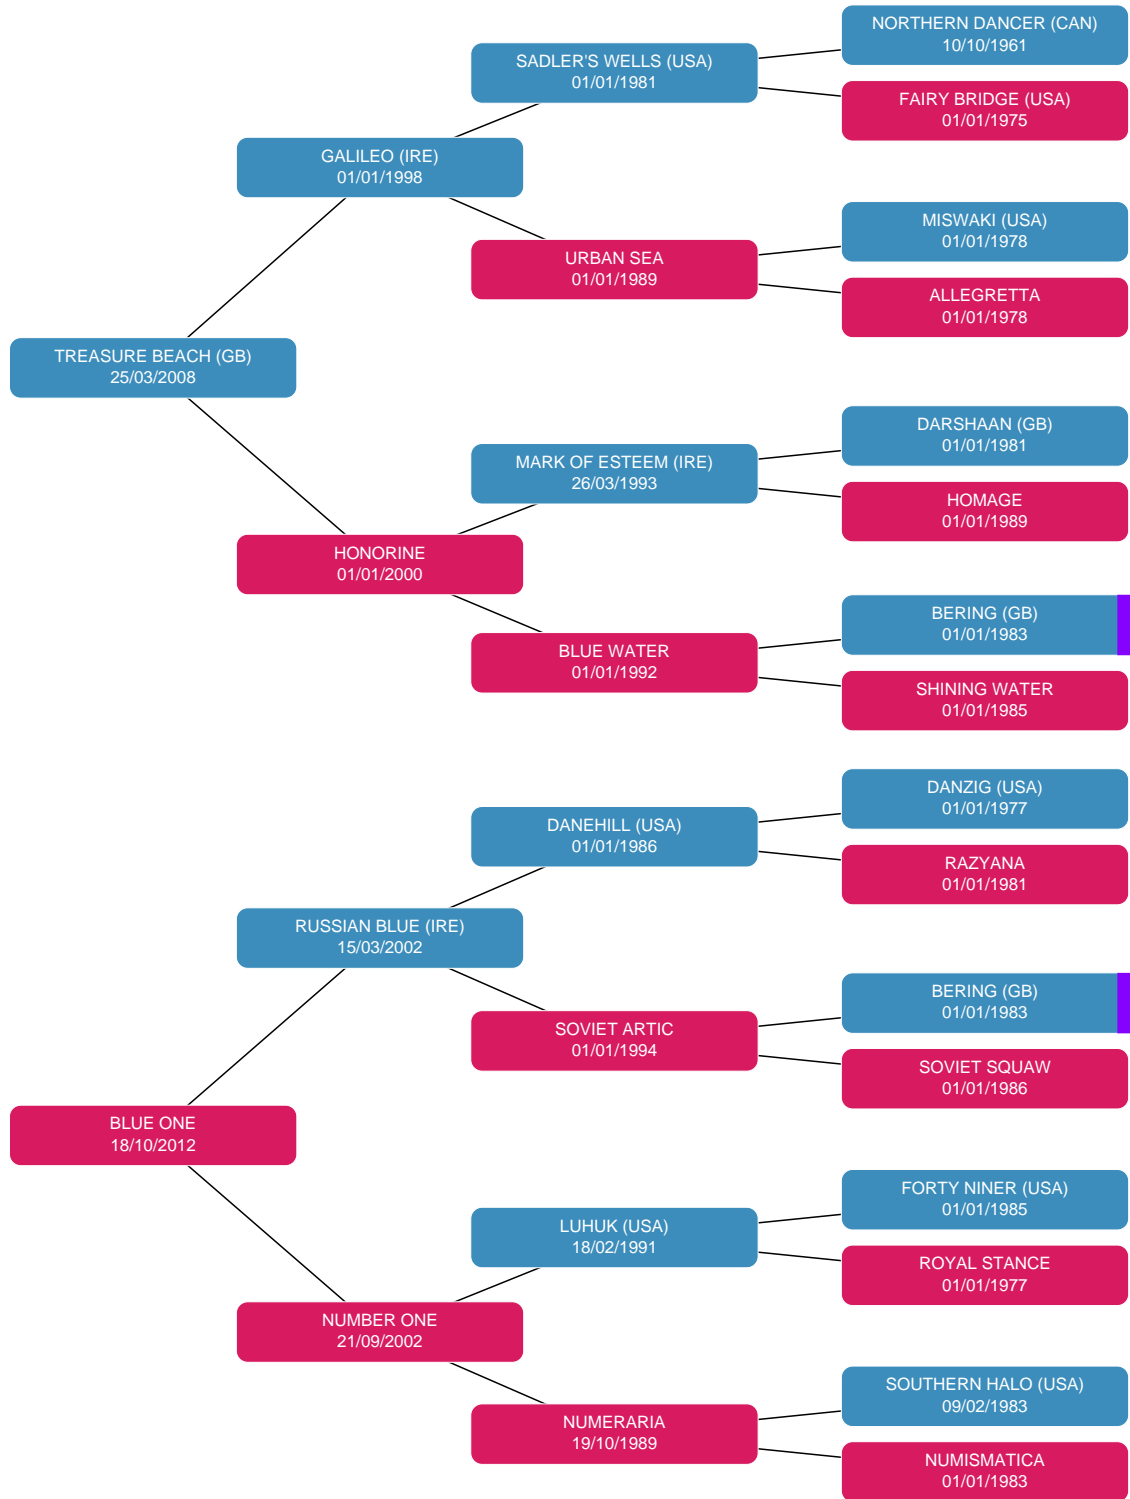 NORTHERN DANCER (CAN)
10/10/1961
SADLER'S WELLS (USA)
01/01/1981
FAIRY BRIDGE (USA)
01/01/1975
GALILEO (IRE)
01/01/1998
MISWAKI (USA)
01/01/1978
URBAN SEA
01/01/1989
ALLEGRETTA
01/01/1978
TREASURE BEACH (GB)
25/03/2008
DARSHAAN (GB)
01/01/1981
MARK OF ESTEEM (IRE)
26/03/1993
HOMAGE
01/01/1989
HONORINE
01/01/2000
BERING (GB)
01/01/1983
BLUE WATER
01/01/1992
SHINING WATER
01/01/1985
DANZIG (USA)
01/01/1977
DANEHILL (USA)
01/01/1986
RAZYANA
01/01/1981
RUSSIAN BLUE (IRE)
15/03/2002
BERING (GB)
01/01/1983
SOVIET ARTIC
01/01/1994
SOVIET SQUAW
01/01/1986
BLUE ONE
18/10/2012
FORTY NINER (USA)
01/01/1985
LUHUK (USA)
18/02/1991
ROYAL STANCE
01/01/1977
NUMBER ONE
21/09/2002
SOUTHERN HALO (USA)
09/02/1983
NUMERARIA
19/10/1989
NUMISMATICA
01/01/1983